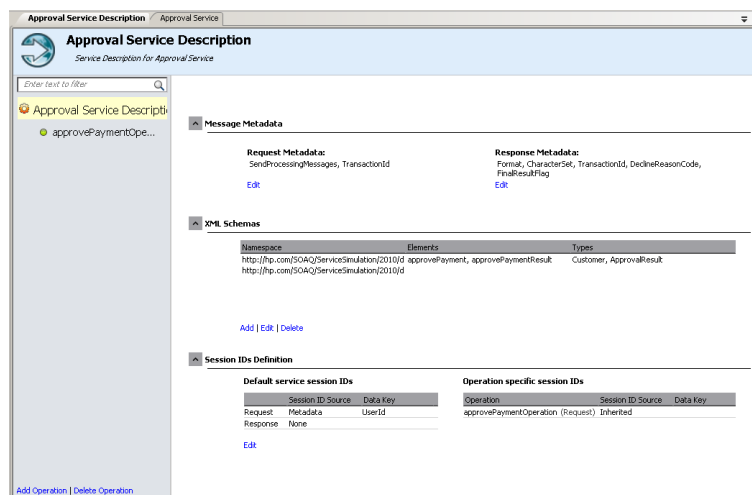 Approval Service Description Approval Service
Approval Service Description
Service Description for Approval Service
Enter text to filter
Approval Service Descripti
approvePaymentOpe...
Message Metadata
Request Metadata:
SendProcessingMessages, TransactionId
Edit
Response Metadata:
Format, CharacterSet, TransactionId, DeclineReasonCode,
FinalResultFlag
Edit
XML Schemas
Namespace Elements Types
http://hp.com/SOAQ/ServiceSimulation/2010/d approvePayment, approvePaymentResult Customer, ApprovalResult
http://hp.com/SOAQ/ServiceSimulation/2010/d
Add | Edit | Delete
Session IDs Definition
Default service session IDs
Session ID Source Data Key
Request Metadata UserId
Response None
Edit
Operation specific session IDs
Operation Session ID Source Data Key
approvePaymentOperation (Request) Inherited
Add Operation | Delete Operation